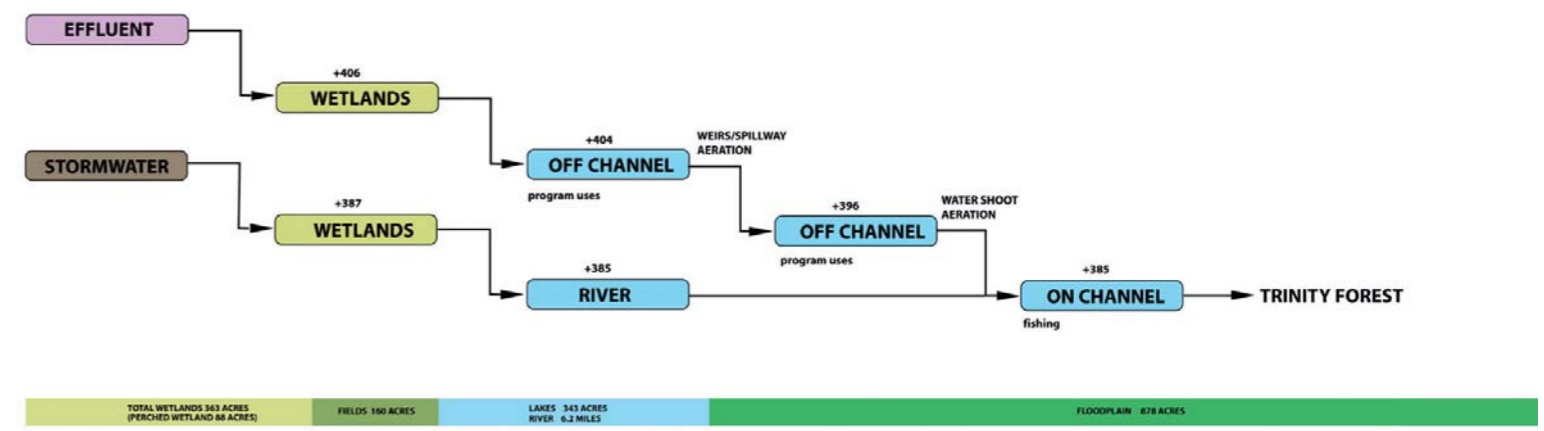 EFFLUENT
+406
WETLANDS
+404
OFF CHANNEL
program uses
WEIRS/SPILLWAY
AERATION
STORMWATER
+387
WETLANDS
+396
OFF CHANNEL
program uses
WATER SHOOT
AERATION
+385
RIVER
+385
ON CHANNEL
fishing
TRINITY FOREST
TOTAL WETLANDS 363 ACRES
(PERCHED WETLAND 68 ACRES)
FIELDS 160 ACRES
LAKES 343 ACRES
RIVER 6.2 MILES
FLOODPLAIN 878 ACRES